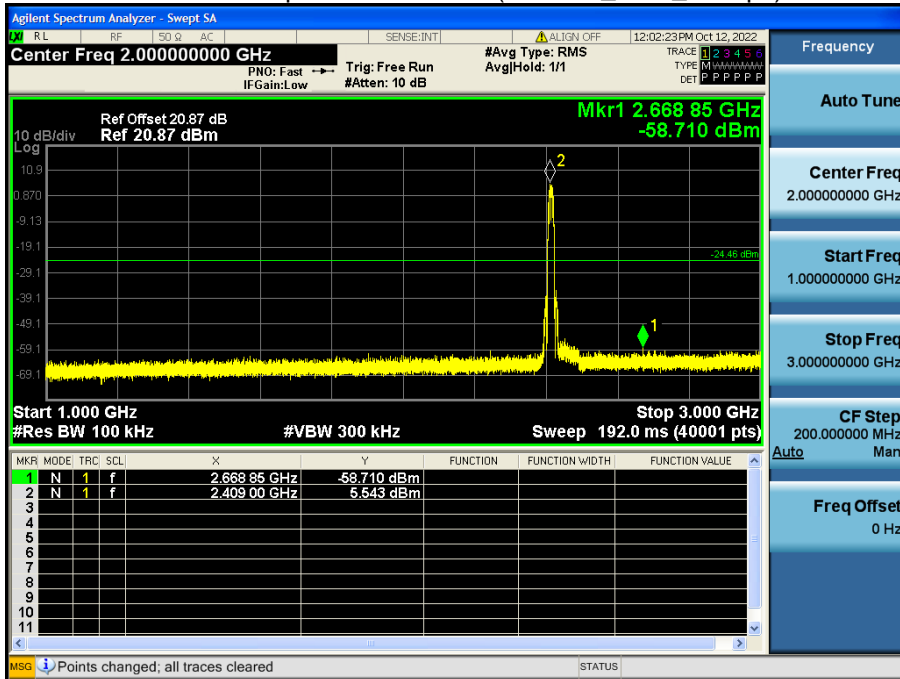 Agilent Spectrum Analyzer - Swept SA
LXI RL RF 50 Ω AC SENSE:INT ALIGN OFF 12:02:23 PM Oct 12, 2022
Center Freq 2.000000000 GHz
PNO: Fast
IFGain:Low
Trig: Free Run
#Atten: 10 dB
#Avg Type: RMS
Avg|Hold: 1/1
TRACE 1 2 3 4 5 6
TYPE M WWWWW
DET P P P P P P
Ref Offset 20.87 dB
Ref 20.87 dBm
10 dB/div
Log
Mkr1 2.668 85 GHz
-58.710 dBm
10.9
0.870
-9.13
-19.1
-29.1
-39.1
-49.1
-59.1
-69.1
2
-24.46 dBm
1
Start 1.000 GHz
Stop 3.000 GHz
#Res BW 100 kHz
#VBW 300 kHz
Sweep 192.0 ms (40001 pts)
MKR MODE TRC SCL X Y FUNCTION FUNCTION WIDTH FUNCTION VALUE
1 N 1 f 2.668 85 GHz -58.710 dBm
2 N 1 f 2.409 00 GHz 5.543 dBm
3
4
5
6
7
8
9
10
11
MSG Points changed; all traces cleared
STATUS
Frequency
Auto Tune
Center Freq
2.000000000 GHz
Start Freq
1.000000000 GHz
Stop Freq
3.000000000 GHz
CF Step
200.000000 MHz
Auto Man
Freq Offset
0 Hz